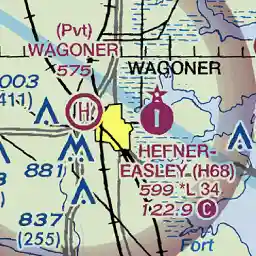 (Pvt)
WAGONER
575
WAGONER
003
411)
H
HEFNER-
EASLEY (H68)
599 *L 34
122.9 C
881
837
(255)
Fort